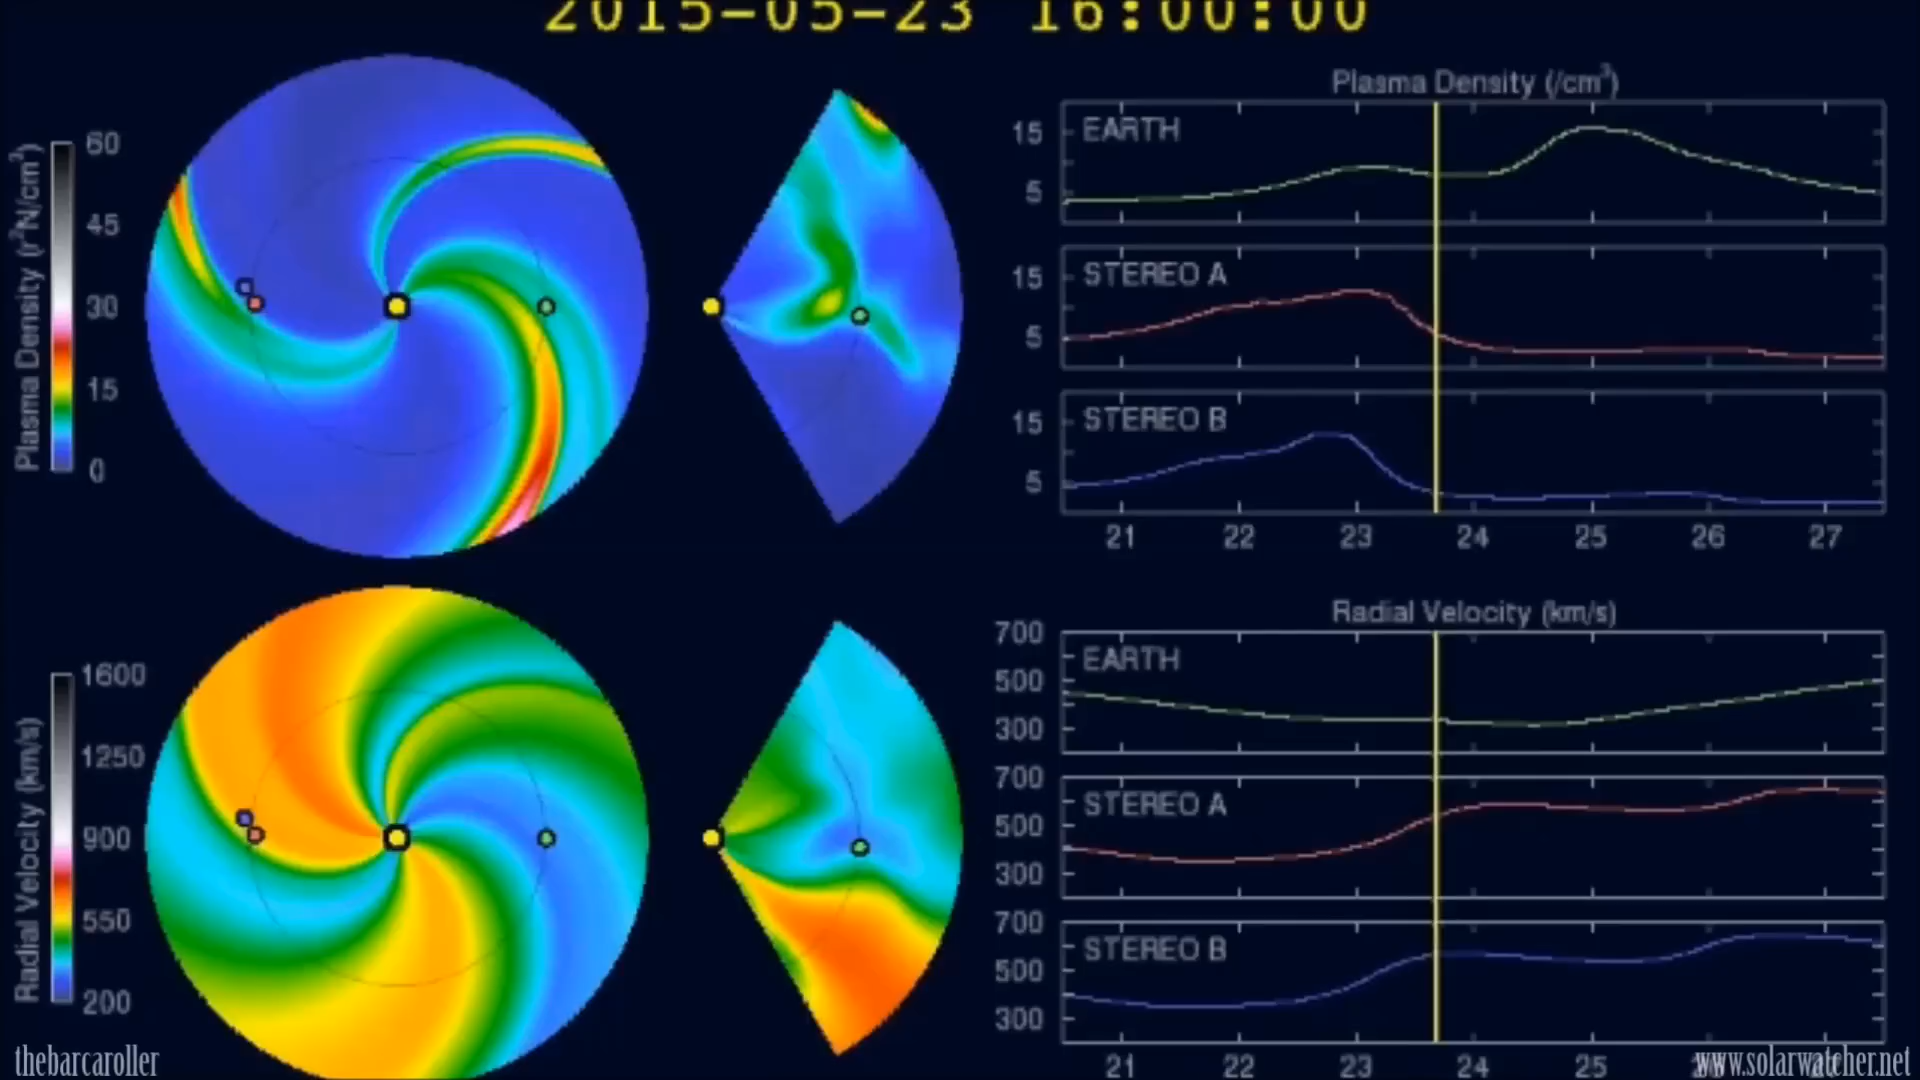 2015-05-23 16:00:00
Plasma Density (r²N/cm³)
60
45
30
15
0
Plasma Density (/cm³)
EARTH
15
5
STEREO A
15
5
STEREO B
15
5
21 22 23 24 25 26 27
Radial Velocity (km/s)
1600
1250
900
550
200
Radial Velocity (km/s)
EARTH
700
500
300
STEREO A
700
500
300
STEREO B
700
500
300
21 22 23 24 25
thebarcaroller
www.solarwatcher.net